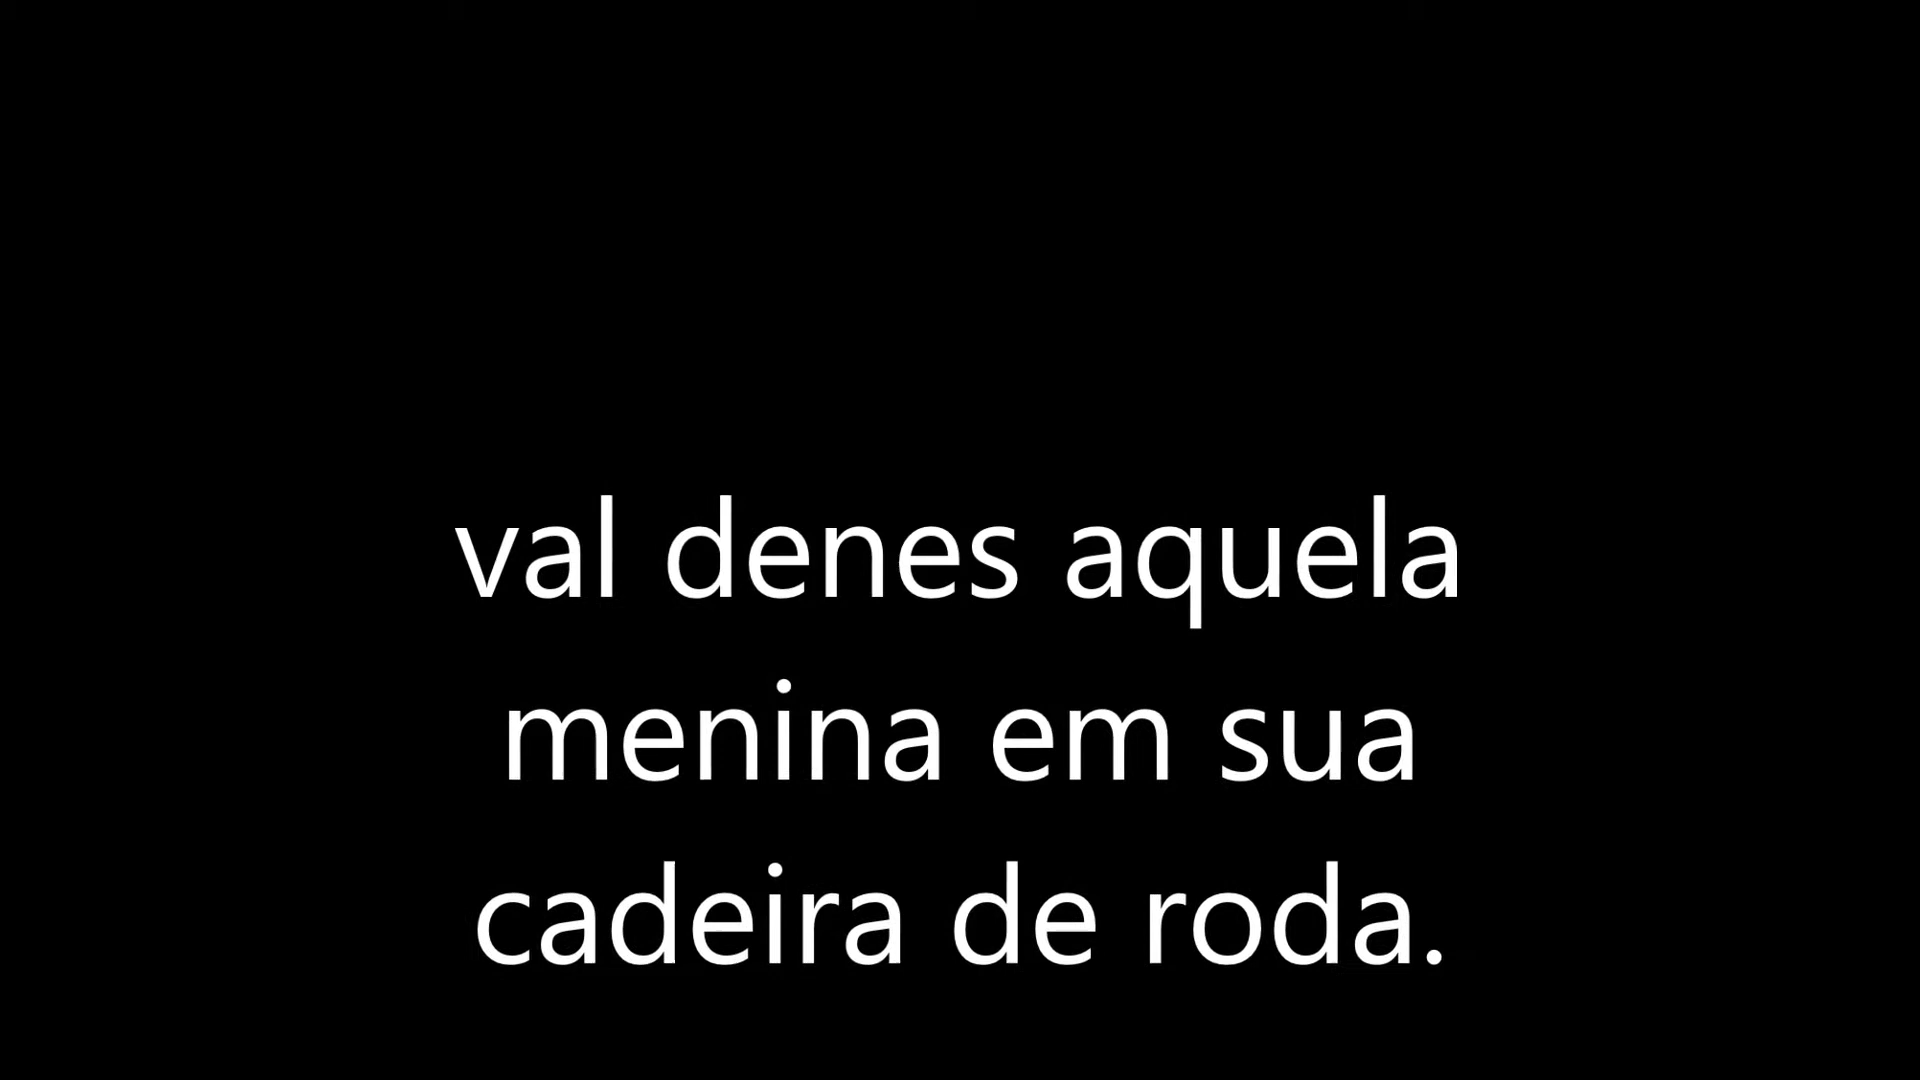 val denes aquela
menina em sua
cadeira de roda.